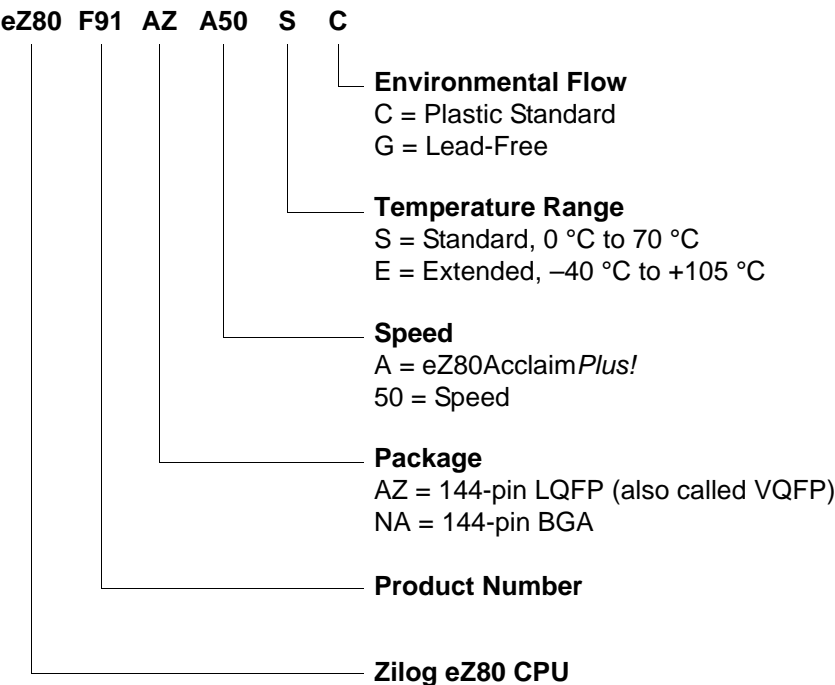 eZ80 F91 AZ A50 S C
Environmental Flow
C = Plastic Standard
G = Lead-Free
Temperature Range
S = Standard, 0 °C to 70 °C
E = Extended, –40 °C to +105 °C
Speed
A = eZ80AcclaimPlus!
50 = Speed
Package
AZ = 144-pin LQFP (also called VQFP)
NA = 144-pin BGA
Product Number
Zilog eZ80 CPU